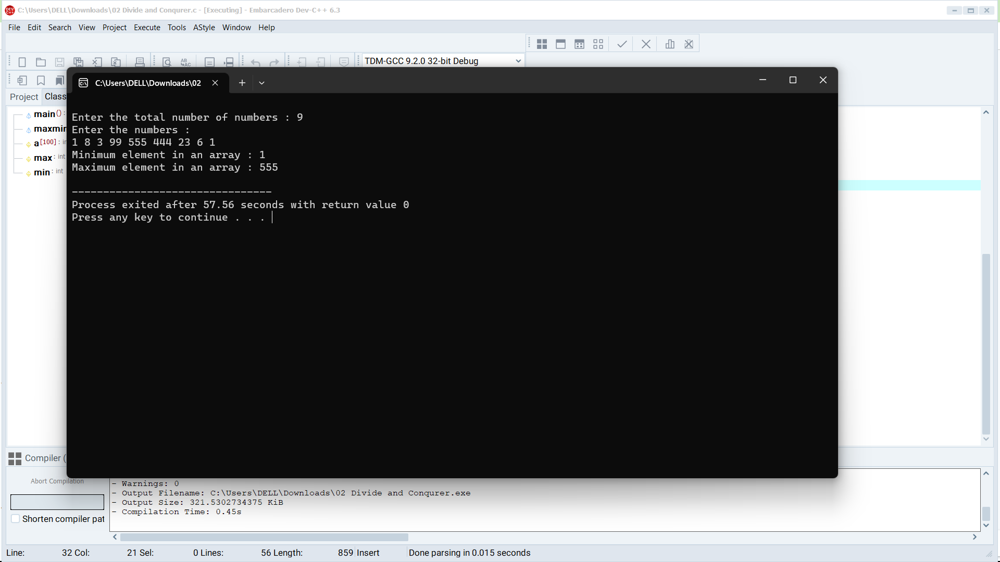 C:\Users\DELL\Downloads\02 Divide and Conqurer.c - [Executing] - Embarcadero Dev-C++ 6.3
File Edit Search View Project Execute Tools AStyle Window Help
TDM-GCC 9.2.0 32-bit Debug
C:\Users\DELL\Downloads\02
Project Class
main() :
maxmin
a[100] : in
max : int
min : int
Enter the total number of numbers : 9
Enter the numbers :
1 8 3 99 555 444 23 6 1
Minimum element in an array : 1
Maximum element in an array : 555
--------------------------------
Process exited after 57.56 seconds with return value 0
Press any key to continue . . .
Compiler (
Abort Compilation
Shorten compiler pat
- Warnings: 0
- Output Filename: C:\Users\DELL\Downloads\02 Divide and Conqurer.exe
- Output Size: 321.5302734375 KiB
- Compilation Time: 0.45s
Line: 32 Col: 21 Sel: 0 Lines: 56 Length: 859 Insert Done parsing in 0.015 seconds